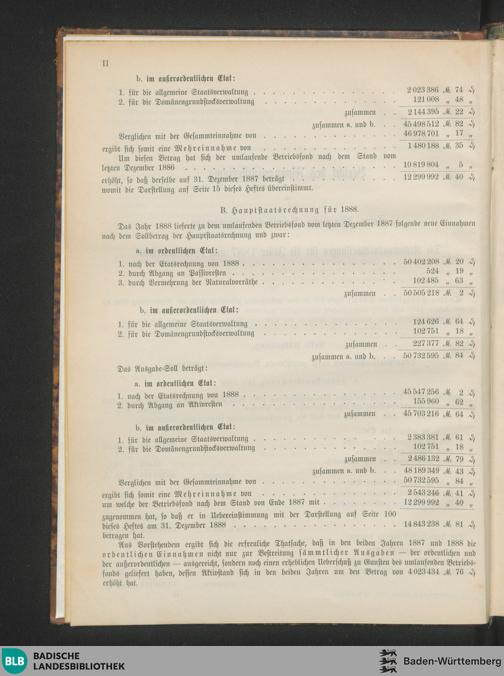 II
b. im außerordentlichen Etat:
1. für die allgemeine Staatsverwaltung . . . 2 023 386 ℳ 74 ₰
2. für die Domänengrundstocksverwaltung . . . 121 008 „ 48 „
zusammen . . 2 144 395 ℳ 22 ₰
zusammen a. und b. . 45 498 512 ℳ 82 ₰
Verglichen mit der Gesammteinnahme von . . . 46 978 701 „ 17 „
ergibt sich somit eine Mehreinnahme von . . . 1 480 188 ℳ 35 ₰
Um diesen Betrag hat sich der umlaufende Betriebsfond nach dem Stand vom
letzten Dezember 1886 . . . 10 819 804 „ 5 „
erhöht, so daß derselbe auf 31. Dezember 1887 beträgt . . . 12 299 992 ℳ 40 ₰
womit die Darstellung auf Seite 15 dieses Heftes übereinstimmt.
B. Hauptstaatsrechnung für 1888.
Das Jahr 1888 lieferte zu dem umlaufenden Betriebsfond vom letzten Dezember 1887 folgende neue Einnahmen
nach dem Sollbetrag der Hauptstaatsrechnung und zwar:
a. im ordentlichen Etat:
1. nach der Etatsrechnung von 1888 . . . 50 402 208 ℳ 20 ₰
2. durch Abgang an Passivresten . . . 524 „ 19 „
3. durch Vermehrung der Naturalvorräthe . . . 102 485 „ 63 „
zusammen . . 50 505 218 ℳ 2 ₰
b. im außerordentlichen Etat:
1. für die allgemeine Staatsverwaltung . . . 124 626 ℳ 64 ₰
2. für die Domänengrundstocksverwaltung . . . 102 751 „ 18 „
zusammen . . 227 377 ℳ 82 ₰
zusammen a. und b. . 50 732 595 ℳ 84 ₰
Das Ausgabe-Soll beträgt:
a. im ordentlichen Etat:
1. nach der Etatsrechnung von 1888 . . . 45 547 256 ℳ 2 ₰
2. durch Abgang an Aktivresten . . . 155 960 „ 62 „
zusammen . . 45 703 216 ℳ 64 ₰
b. im außerordentlichen Etat:
1. für die allgemeine Staatsverwaltung . . . 2 383 381 ℳ 61 ₰
2. für die Domänengrundstocksverwaltung . . . 102 751 „ 18 „
zusammen . . 2 486 132 ℳ 79 ₰
zusammen a. und b. . 48 189 349 ℳ 43 ₰
Verglichen mit der Gesammteinnahme von . . . 50 732 595 „ 84 „
ergibt sich somit eine Mehreinnahme von . . . 2 543 246 ℳ 41 ₰
um welche der Betriebsfond nach dem Stand von Ende 1887 mit . . . 12 299 992 „ 40 „
zugenommen hat, so daß er in Uebereinstimmung mit der Darstellung auf Seite 100
dieses Heftes am 31. Dezember 1888 . . . 14 843 238 ℳ 81 ₰
betragen hat.
Aus Vorstehendem ergibt sich die erfreuliche Thatsache, daß in den beiden Jahren 1887 und 1888 die
ordentlichen Einnahmen nicht nur zur Bestreitung sämmtlicher Ausgaben — der ordentlichen und
der außerordentlichen — ausgereicht, sondern noch einen erheblichen Ueberschuß zu Gunsten des umlaufenden Betriebs-
fonds geliefert haben, dessen Aktivstand sich in den beiden Jahren um den Betrag von 4 023 434 ℳ 76 ₰
erhöht hat.
BLB
BADISCHE
LANDESBIBLIOTHEK
Baden-Württemberg